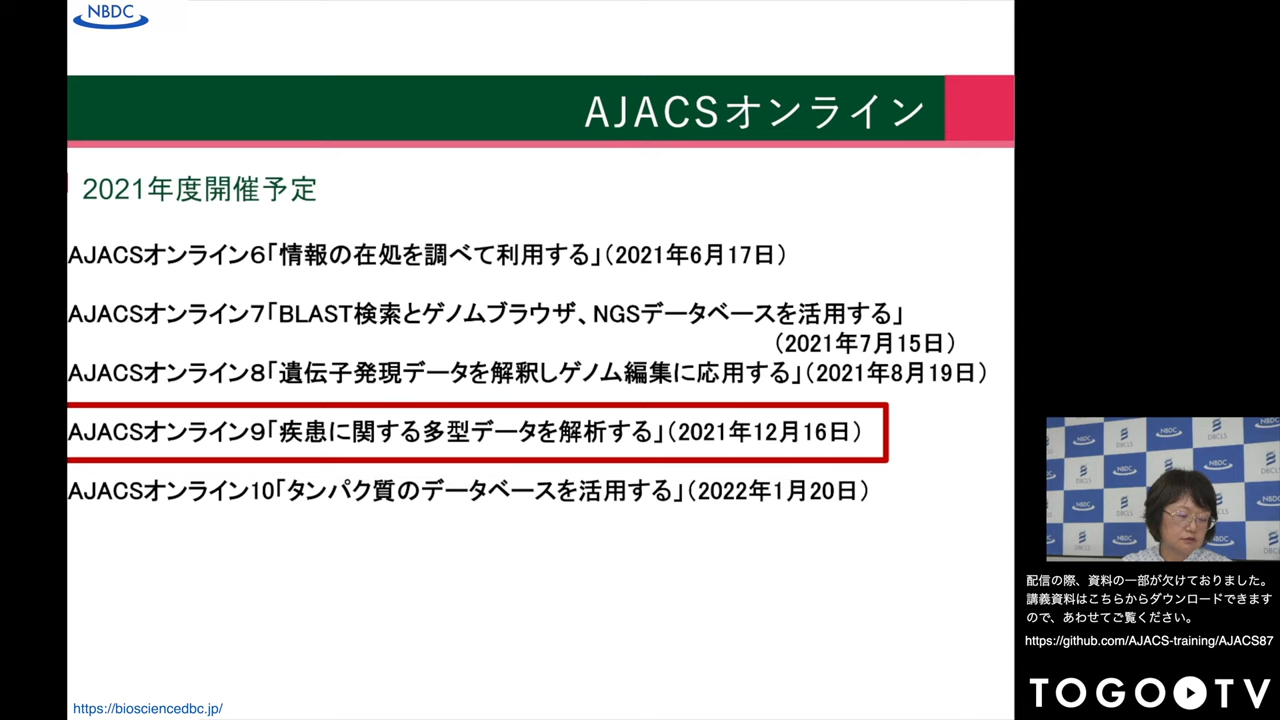 NBDC
AJACSオンライン
2021年度開催予定
AJACSオンライン6「情報の在処を調べて利用する」(2021年6月17日)
AJACSオンライン7「BLAST検索とゲノムブラウザ、NGSデータベースを活用する」
(2021年7月15日)
AJACSオンライン8「遺伝子発現データを解釈しゲノム編集に応用する」(2021年8月19日)
AJACSオンライン9「疾患に関する多型データを解析する」(2021年12月16日)
AJACSオンライン10「タンパク質のデータベースを活用する」(2022年1月20日)
https://biosciencedbc.jp/
配信の際、資料の一部が欠けておりました。
講義資料はこちらからダウンロードできます
ので、あわせてご覧ください。
https://github.com/AJACS-training/AJACS87
TOGO TV